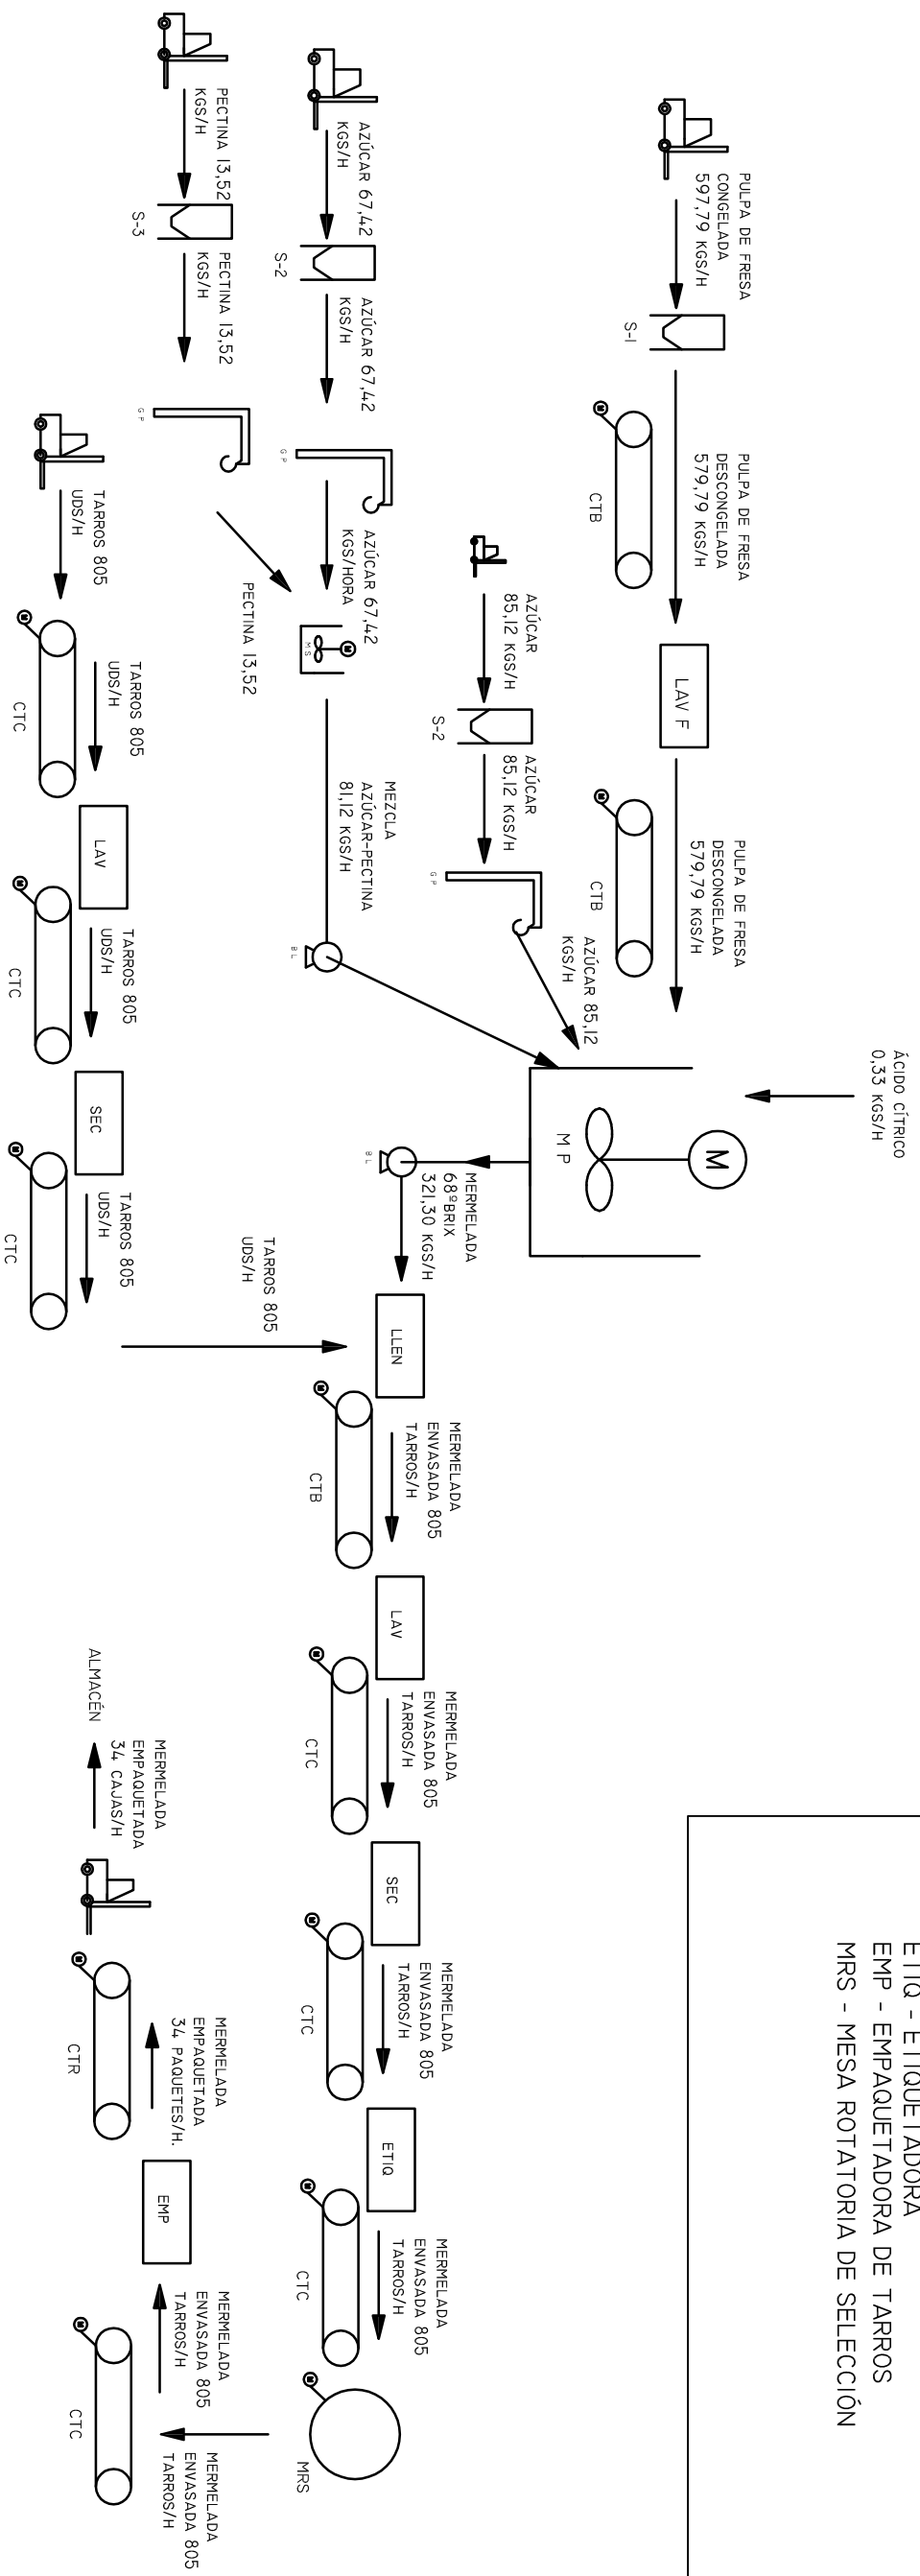 ETIQ - ETIQUETADORA
EMP - EMPAQUETADORA DE TARROS
MRS - MESA ROTATORIA DE SELECCIÓN
ÁCIDO CÍTRICO
0,33 KGS/H
PULPA DE FRESA
CONGELADA
597,79 KGS/H
S-1
PULPA DE FRESA
DESCONGELADA
579,79 KGS/H
M
CTB
LAV F
PULPA DE FRESA
DESCONGELADA
579,79 KGS/H
M
CTB
M
M P
AZÚCAR
85,12 KGS/H
S-2
AZÚCAR
85,12 KGS/H
G P
AZÚCAR 85,12
KGS/H
AZÚCAR 67,42
KGS/H
S-2
AZÚCAR 67,42
KGS/H
G P
AZÚCAR 67,42
KGS/HORA
M
M S
MEZCLA
AZÚCAR-PECTINA
81,12 KGS/H
B L
PECTINA 13,52
KGS/H
S-3
PECTINA 13,52
KGS/H
G P
PECTINA 13,52
MERMELADA
68ºBRIX
321,30 KGS/H
B L
TARROS 805
UDS/H
M
CTC
TARROS 805
UDS/H
LAV
M
CTC
TARROS 805
UDS/H
SEC
M
CTC
TARROS 805
UDS/H
TARROS 805
UDS/H
LLEN
M
CTB
MERMELADA
ENVASADA 805
TARROS/H
LAV
M
CTC
MERMELADA
ENVASADA 805
TARROS/H
SEC
M
CTC
MERMELADA
ENVASADA 805
TARROS/H
ETIQ
M
CTC
MERMELADA
ENVASADA 805
TARROS/H
M
MRS
MERMELADA
ENVASADA 805
TARROS/H
M
CTC
MERMELADA
ENVASADA 805
TARROS/H
EMP
MERMELADA
EMPAQUETADA
34 PAQUETES/H.
M
CTR
MERMELADA
EMPAQUETADA
34 CAJAS/H
ALMACÉN